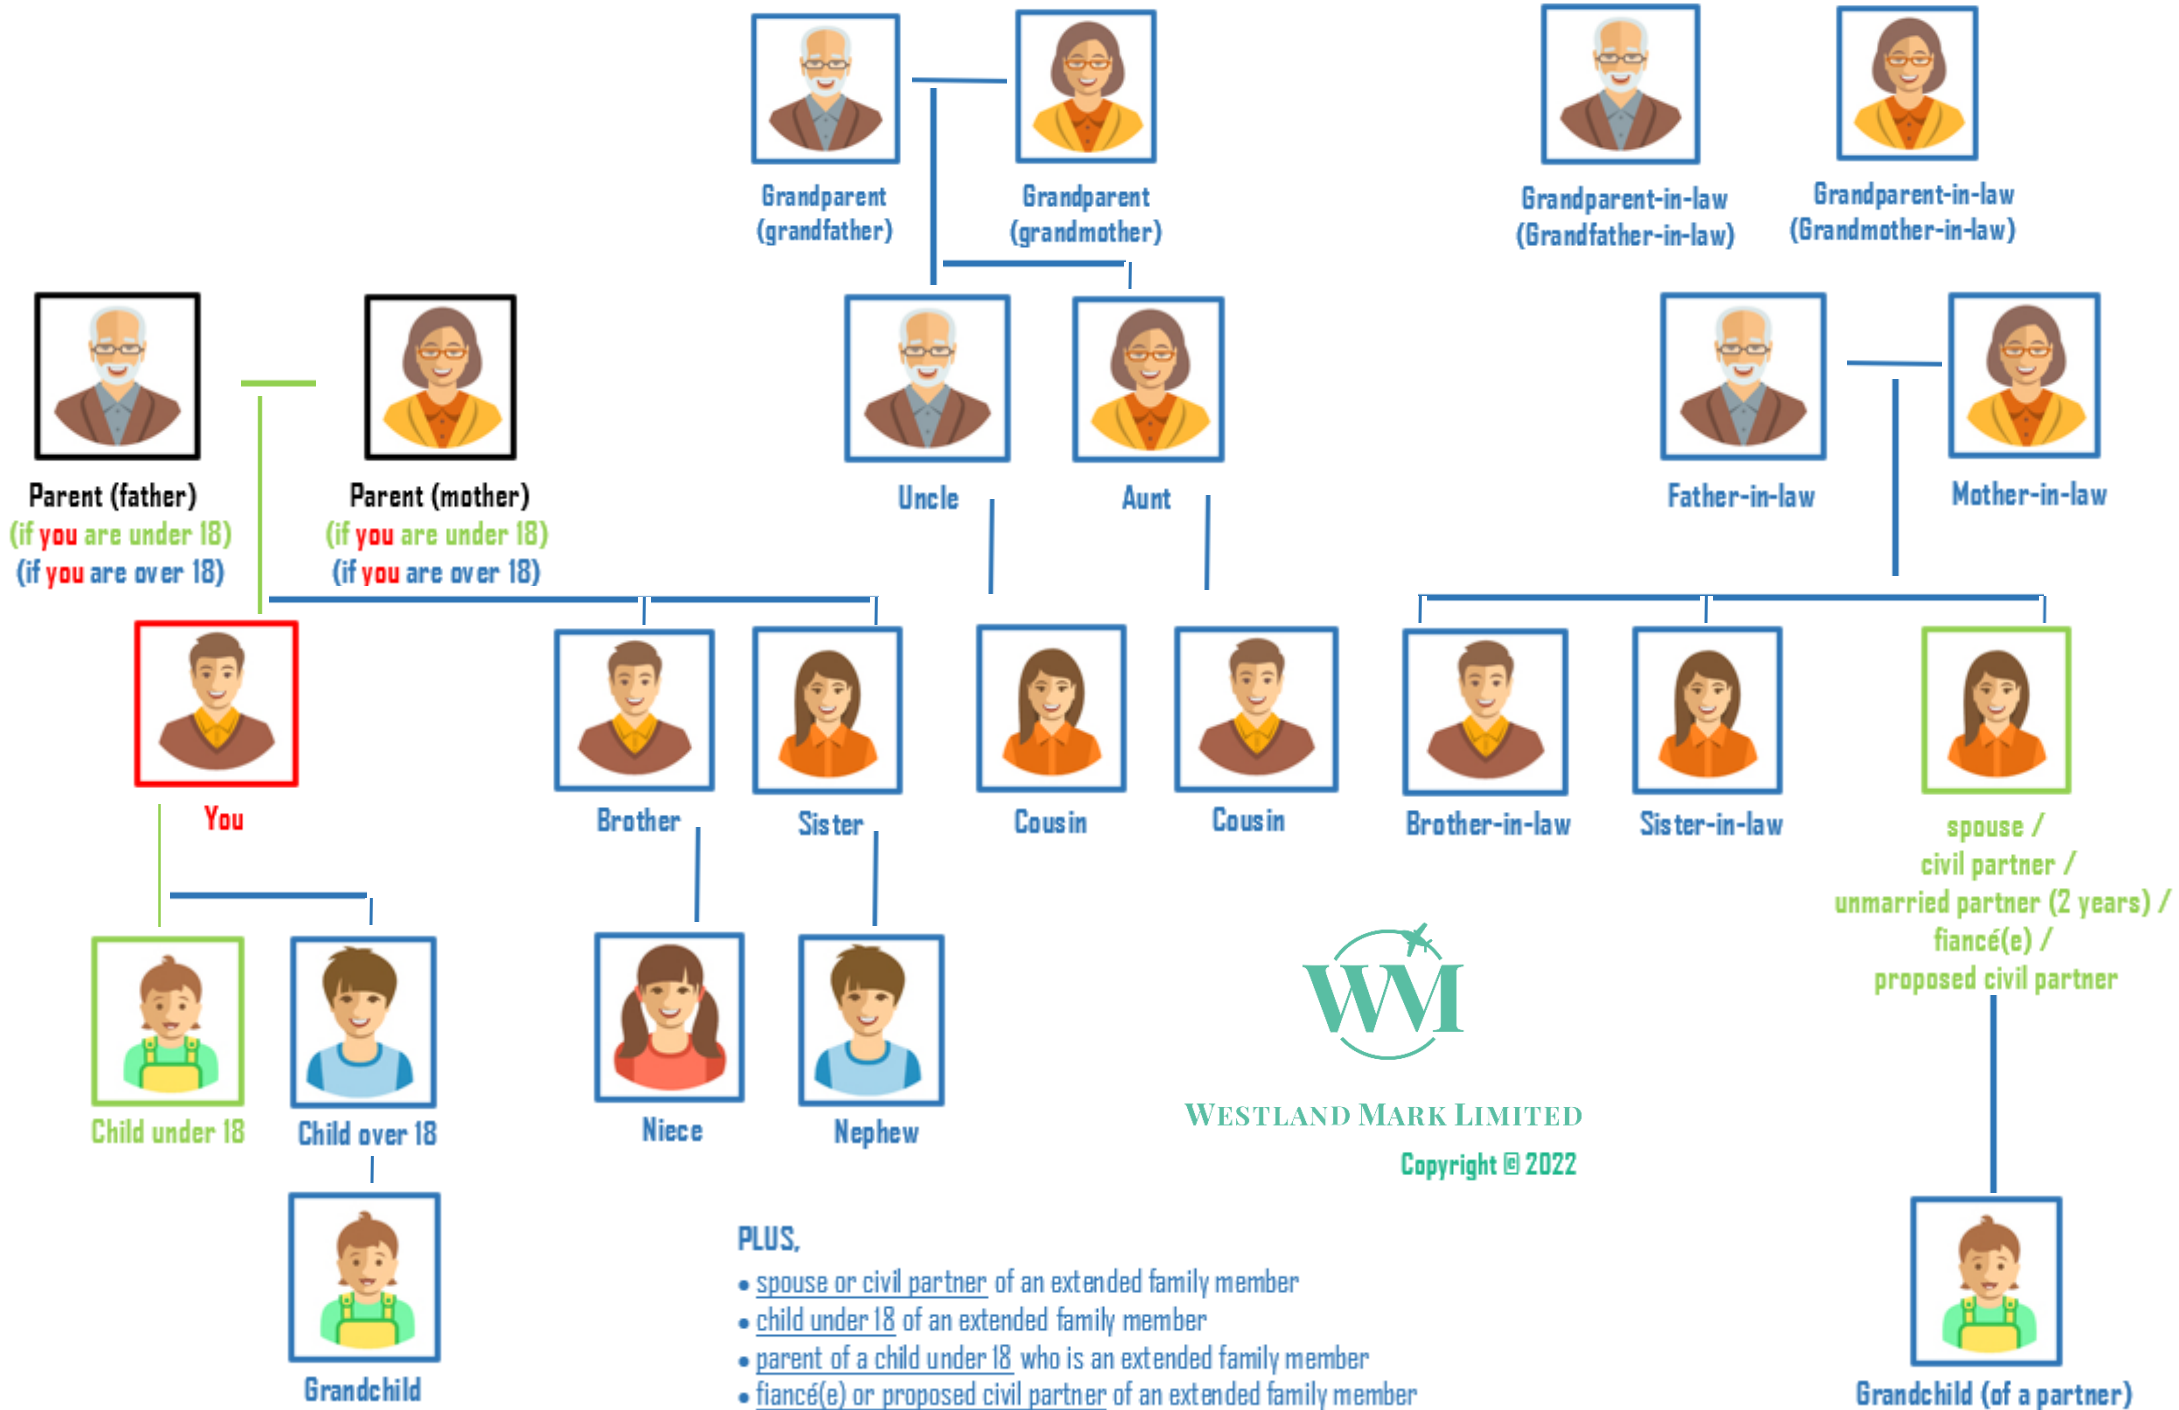 Grandparent
(grandfather)
Grandparent
(grandmother)
Grandparent-in-law
(Grandfather-in-law)
Grandparent-in-law
(Grandmother-in-law)
Parent (father)
(if you are under 18)
(if you are over 18)
Parent (mother)
(if you are under 18)
(if you are over 18)
Uncle
Aunt
Father-in-law
Mother-in-law
You
Brother
Sister
Cousin
Cousin
Brother-in-law
Sister-in-law
spouse /
civil partner /
unmarried partner (2 years) /
fiancé(e) /
proposed civil partner
Child under 18
Child over 18
Niece
Nephew
WM
WESTLAND MARK LIMITED
Copyright © 2022
Grandchild
PLUS,
• spouse or civil partner of an extended family member
• child under 18 of an extended family member
• parent of a child under 18 who is an extended family member
• fiancé(e) or proposed civil partner of an extended family member
Grandchild (of a partner)